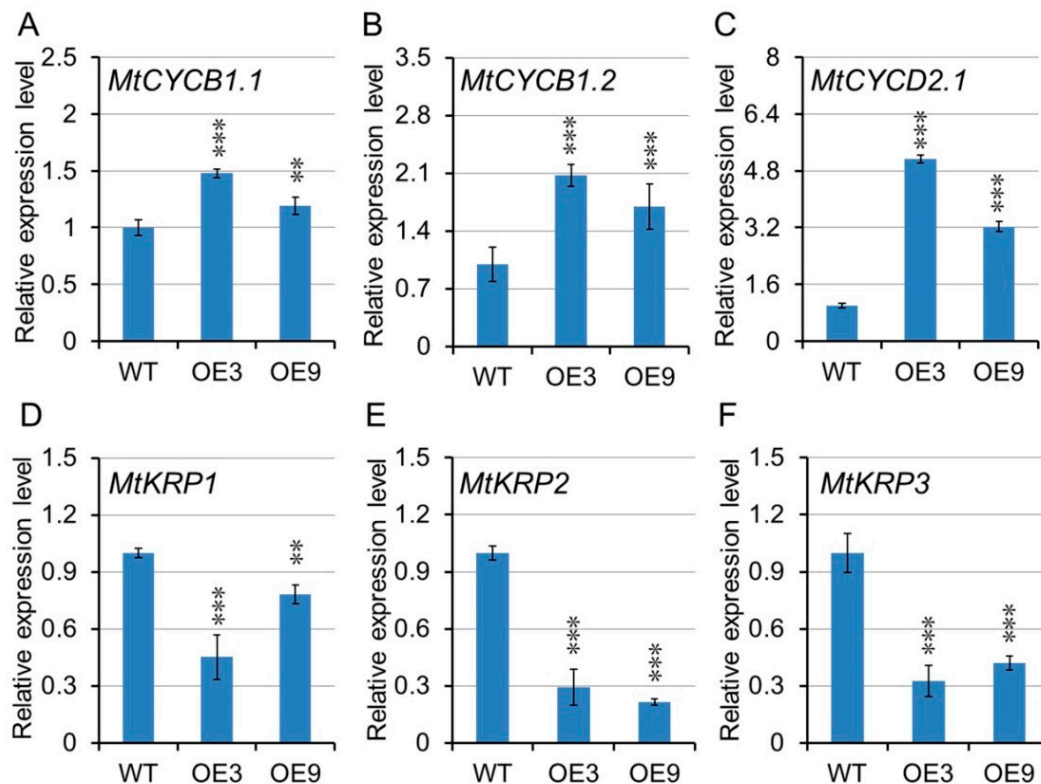 A
B
C
Relative expression level
2.5
2
1.5
1
0.5
0
MtCYCB1.1
***
**
WT OE3 OE9
Relative expression level
3.5
2.8
2.1
1.4
0.7
0
MtCYCB1.2
***
***
WT OE3 OE9
Relative expression level
8
6.4
4.8
3.2
1.6
0
MtCYCD2.1
***
***
WT OE3 OE9
D
E
F
Relative expression level
1.5
1.2
0.9
0.6
0.3
0
MtKRP1
***
**
WT OE3 OE9
Relative expression level
1.5
1.2
0.9
0.6
0.3
0
MtKRP2
***
***
WT OE3 OE9
Relative expression level
1.5
1.2
0.9
0.6
0.3
0
MtKRP3
***
***
WT OE3 OE9